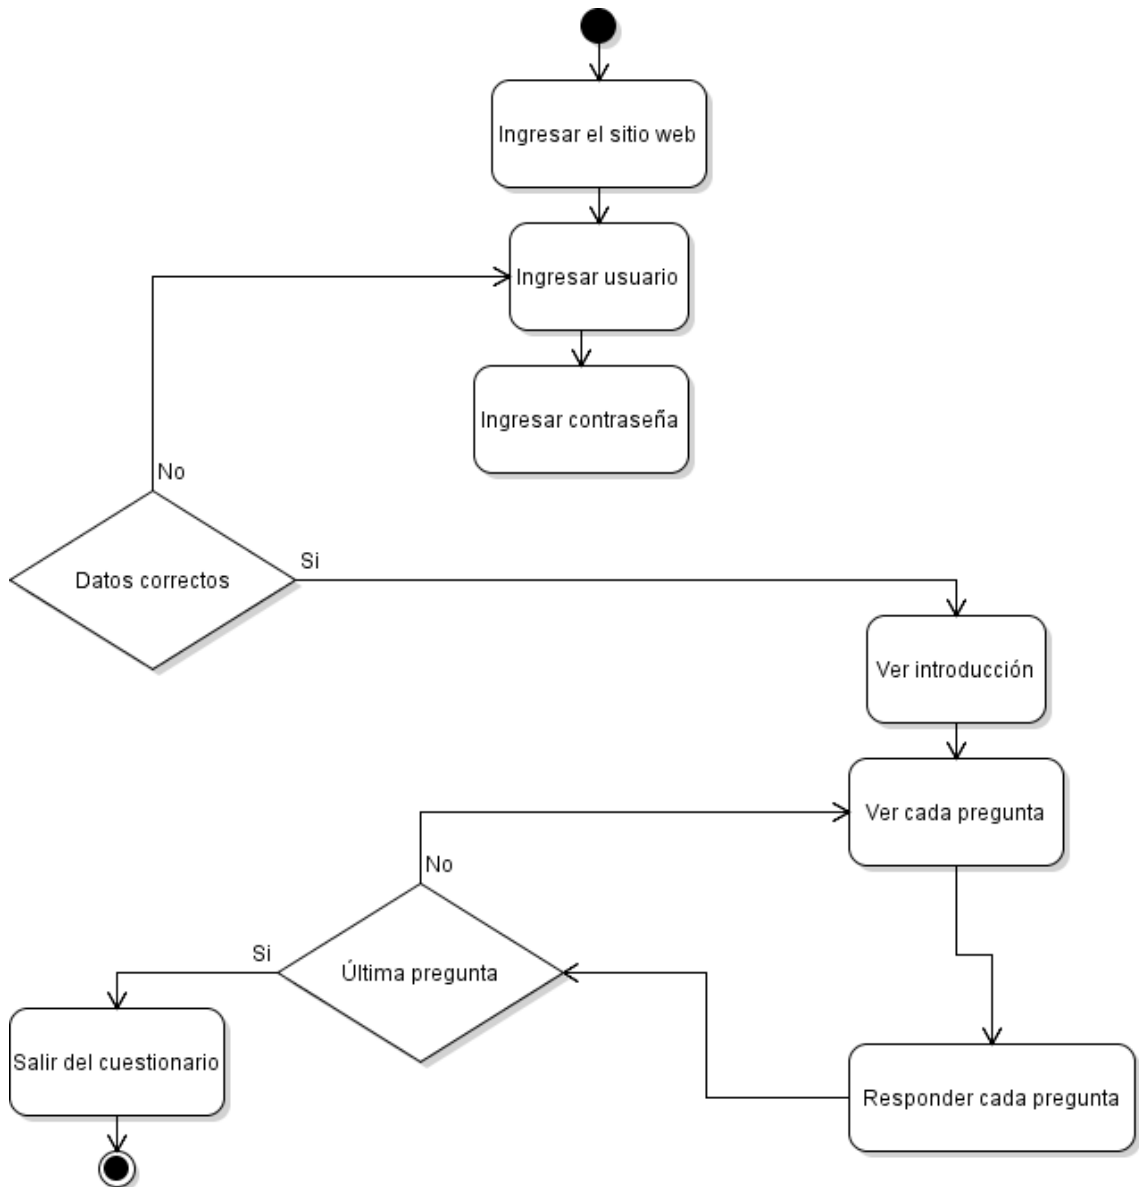 Ingresar el sitio web
Ingresar usuario
Ingresar contraseña
No
Datos correctos
Si
Ver introducción
Ver cada pregunta
No
Si
Última pregunta
Salir del cuestionario
Responder cada pregunta